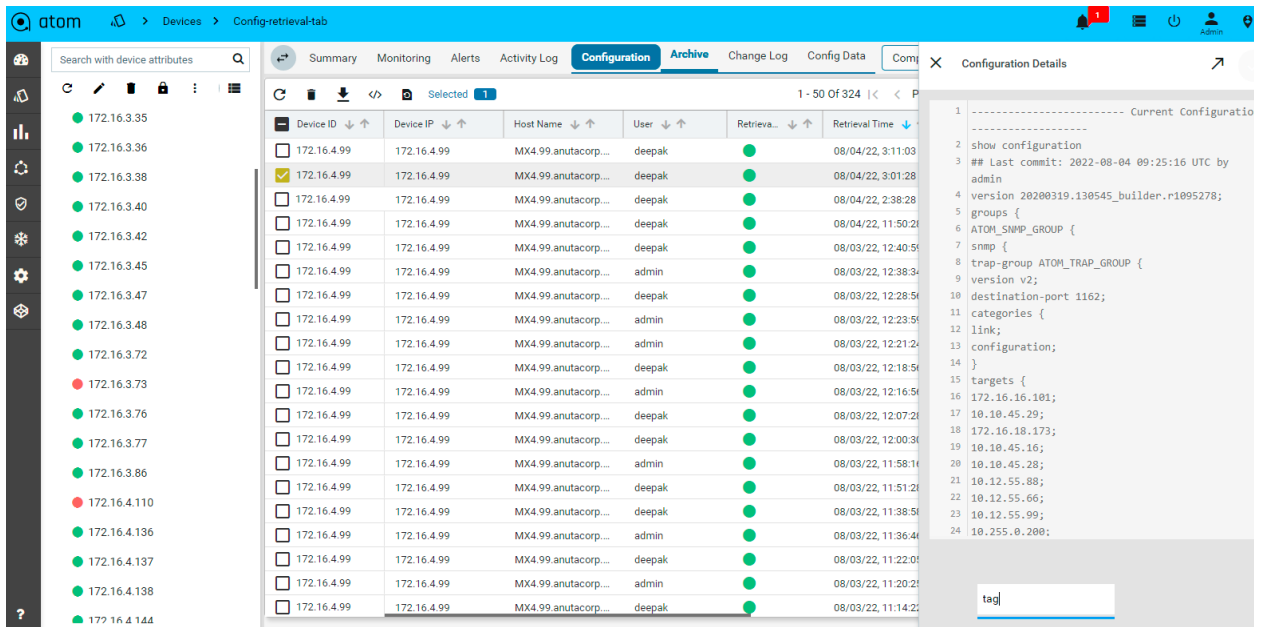 atom > Devices > Config-retrieval-tab 1 Admin
Search with device attributes
172.16.3.35
172.16.3.36
172.16.3.38
172.16.3.40
172.16.3.42
172.16.3.45
172.16.3.47
172.16.3.48
172.16.3.72
172.16.3.73
172.16.3.76
172.16.3.77
172.16.3.86
172.16.4.110
172.16.4.136
172.16.4.137
172.16.4.138
172.16.4.144
?
Summary Monitoring Alerts Activity Log Configuration Archive Change Log Config Data Comp
Selected 1 1 - 50 Of 324 |< < P
Device ID Device IP Host Name User Retrieva... Retrieval Time
172.16.4.99 172.16.4.99 MX4.99.anutacorp.... deepak 08/04/22, 3:11:03
172.16.4.99 172.16.4.99 MX4.99.anutacorp.... deepak 08/04/22, 3:01:28
172.16.4.99 172.16.4.99 MX4.99.anutacorp.... deepak 08/04/22, 2:38:28
172.16.4.99 172.16.4.99 MX4.99.anutacorp.... deepak 08/04/22, 11:50:28
172.16.4.99 172.16.4.99 MX4.99.anutacorp.... deepak 08/03/22, 12:40:59
172.16.4.99 172.16.4.99 MX4.99.anutacorp.... admin 08/03/22, 12:38:34
172.16.4.99 172.16.4.99 MX4.99.anutacorp.... deepak 08/03/22, 12:28:56
172.16.4.99 172.16.4.99 MX4.99.anutacorp.... admin 08/03/22, 12:23:59
172.16.4.99 172.16.4.99 MX4.99.anutacorp.... admin 08/03/22, 12:21:24
172.16.4.99 172.16.4.99 MX4.99.anutacorp.... deepak 08/03/22, 12:18:56
172.16.4.99 172.16.4.99 MX4.99.anutacorp.... admin 08/03/22, 12:16:56
172.16.4.99 172.16.4.99 MX4.99.anutacorp.... deepak 08/03/22, 12:07:28
172.16.4.99 172.16.4.99 MX4.99.anutacorp.... deepak 08/03/22, 12:00:30
172.16.4.99 172.16.4.99 MX4.99.anutacorp.... admin 08/03/22, 11:58:16
172.16.4.99 172.16.4.99 MX4.99.anutacorp.... deepak 08/03/22, 11:51:28
172.16.4.99 172.16.4.99 MX4.99.anutacorp.... deepak 08/03/22, 11:38:58
172.16.4.99 172.16.4.99 MX4.99.anutacorp.... admin 08/03/22, 11:36:46
172.16.4.99 172.16.4.99 MX4.99.anutacorp.... deepak 08/03/22, 11:22:05
172.16.4.99 172.16.4.99 MX4.99.anutacorp.... admin 08/03/22, 11:20:25
172.16.4.99 172.16.4.99 MX4.99.anutacorp.... deepak 08/03/22, 11:14:22
Configuration Details
1 ------------------------ Current Configuratio
------------------
2 show configuration
3 ## Last commit: 2022-08-04 09:25:16 UTC by
admin
4 version 20200319.130545_builder.r1095278;
5 groups {
6 ATOM_SNMP_GROUP {
7 snmp {
8 trap-group ATOM_TRAP_GROUP {
9 version v2;
10 destination-port 1162;
11 categories {
12 link;
13 configuration;
14 }
15 targets {
16 172.16.16.101;
17 10.10.45.29;
18 172.16.18.173;
19 10.10.45.16;
20 10.10.45.28;
21 10.12.55.88;
22 10.12.55.66;
23 10.12.55.99;
24 10.255.0.200;
tag